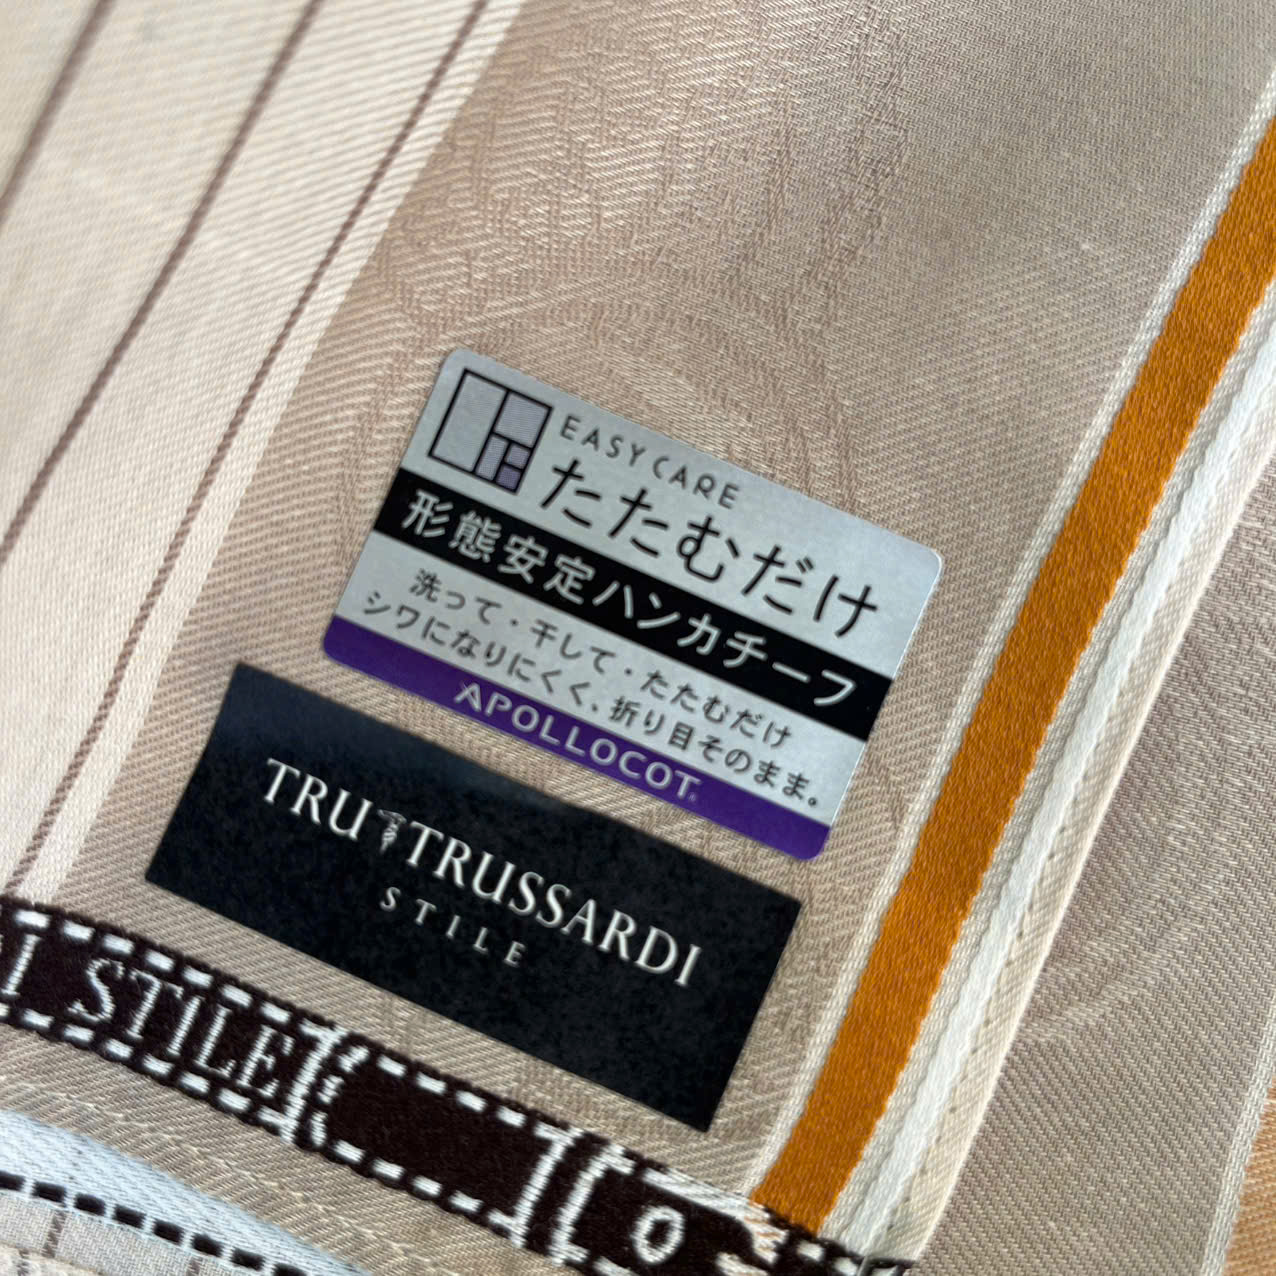 EASY CARE
たたむだけ
形態安定ハンカチーフ
洗って・干して・たたむだけ
シワになりにくく、折り目そのまま。
APOLLOCOT
TRU TRUSSARDI
STILE
STILE